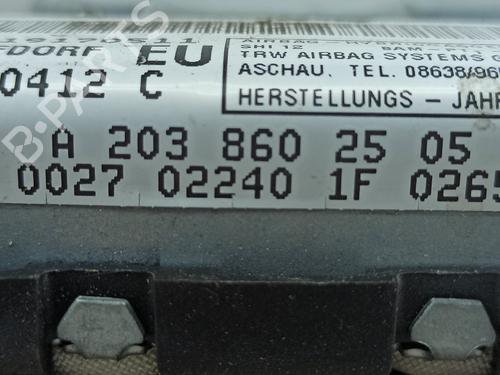 EU
TRW AIRBAG SYSTEMS G
0412 C
ASCHAU, TEL. 08638/96
HERSTELLUNGS - JAHR
A 203 860 25 05
0027 02240 1F 0265
B-PARTS